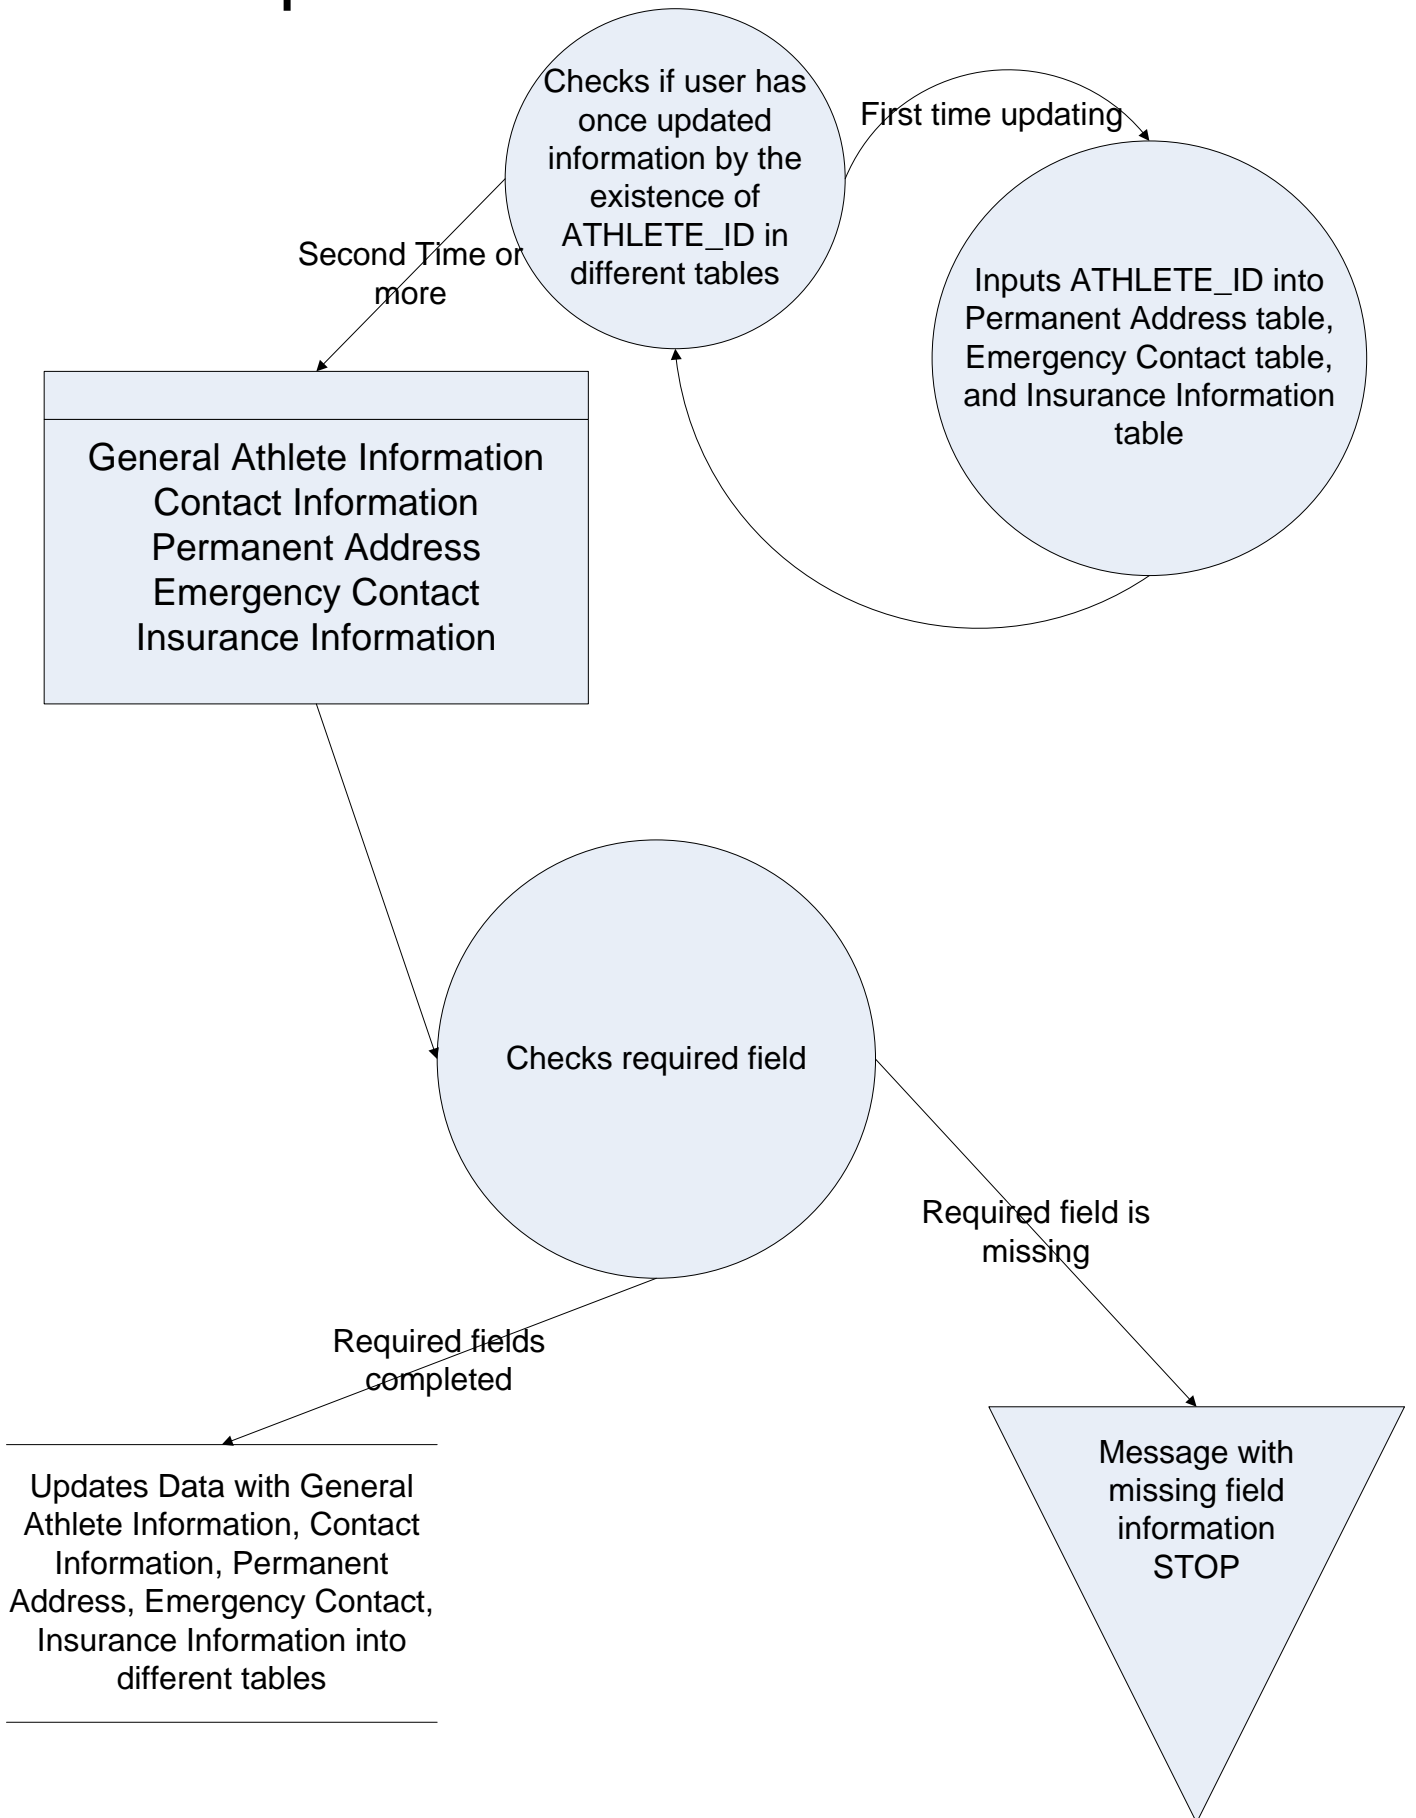 Checks if user has
once updated
information by the
existence of
ATHLETE_ID in
different tables
First time updating
Second Time or
more
Inputs ATHLETE_ID into
Permanent Address table,
Emergency Contact table,
and Insurance Information
table
General Athlete Information
Contact Information
Permanent Address
Emergency Contact
Insurance Information
Checks required field
Required field is
missing
Required fields
completed
Updates Data with General
Athlete Information, Contact
Information, Permanent
Address, Emergency Contact,
Insurance Information into
different tables
Message with
missing field
information
STOP